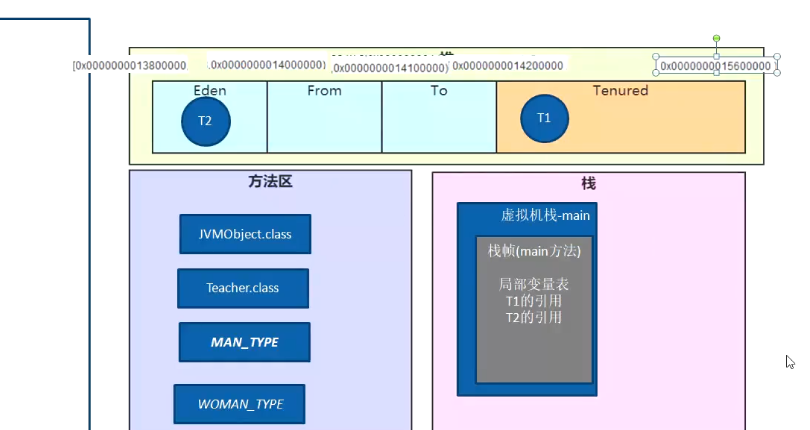 堆
[0x0000000013800000
,0x0000000014000000)
,0x0000000014100000)
0x0000000014200000
0x0000000015600000 )
Eden
From
To
Tenured
T2
T1
方法区
JVMObject.class
Teacher.class
MAN_TYPE
WOMAN_TYPE
栈
虚拟机栈-main
栈帧(main方法)
局部变量表
T1的引用
T2的引用